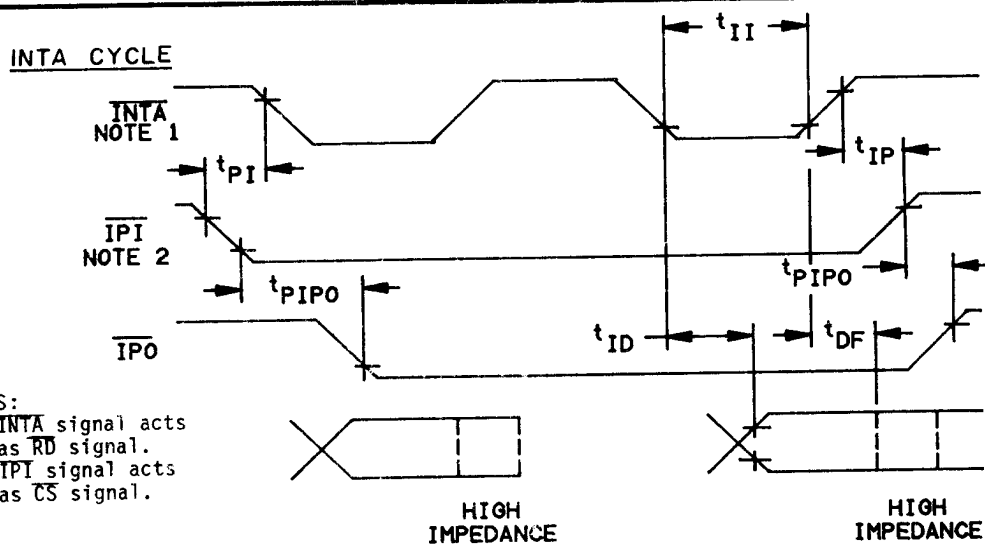 t_II
INTA CYCLE
INTA
NOTE 1
t_PI
t_IP
IPI
NOTE 2
t_PIPO
t_PIPO
IPO
t_ID
t_DF
S:
INTA signal acts
as RD signal.
IPI signal acts
as CS signal.
HIGH
IMPEDANCE
HIGH
IMPEDANCE